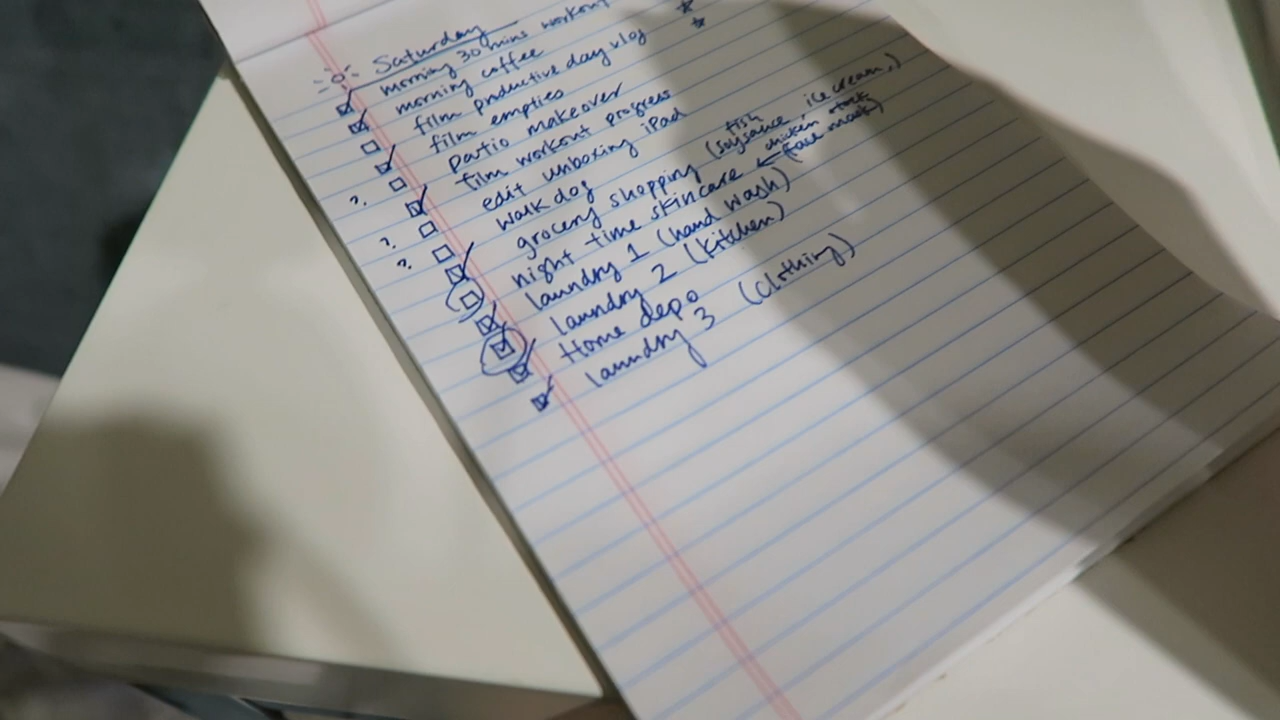 Saturday
morning 30 mins workout
morning coffee
film productive day vlog
film empties
patio makeover
? film workout progress
edit unboxing iPad
? walk dog
? grocery shopping (soy sauce, fish, ice cream, chicken stock)
night time skincare ← (face mask)
laundry 1 (hand wash)
laundry 2 (kitchen)
Home depo
laundry 3 (clothing)